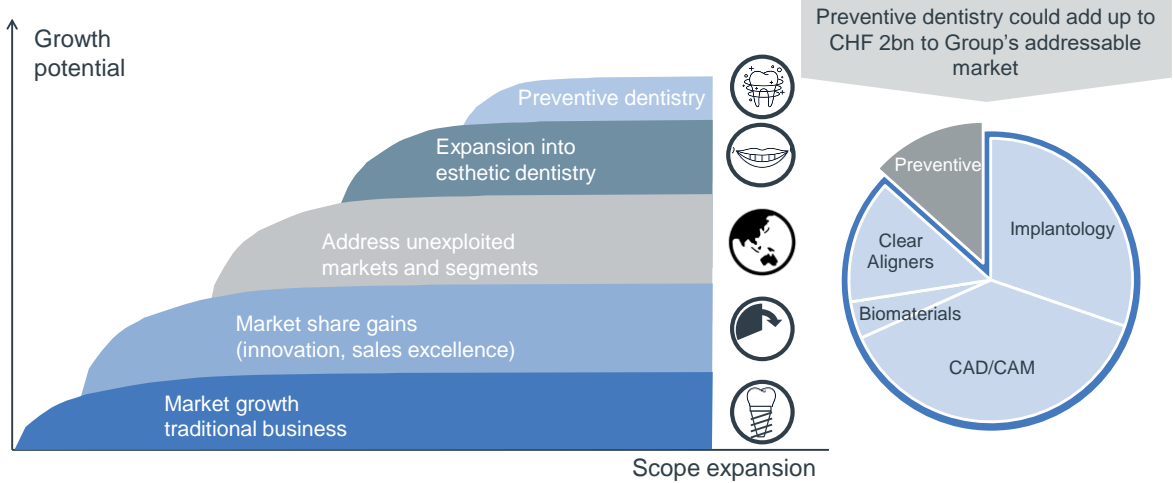 Growth
potential
Preventive dentistry
Expansion into
esthetic dentistry
Address unexploited
markets and segments
Market share gains
(innovation, sales excellence)
Market growth
traditional business
Scope expansion
Preventive dentistry could add up to
CHF 2bn to Group's addressable
market
Preventive
Implantology
Clear
Aligners
Biomaterials
CAD/CAM